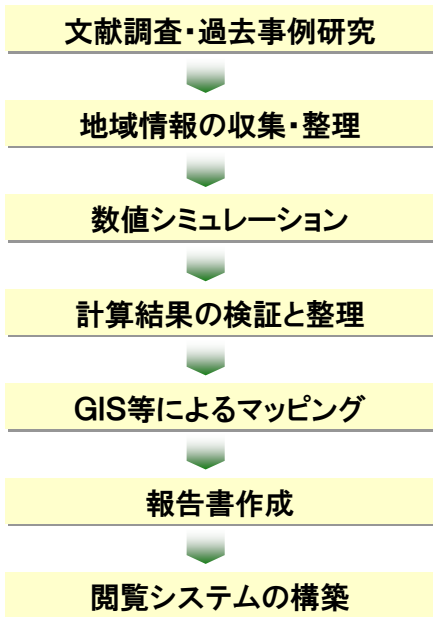 文献調査・過去事例研究
地域情報の収集・整理
数値シミュレーション
計算結果の検証と整理
GIS等によるマッピング
報告書作成
閲覧システムの構築